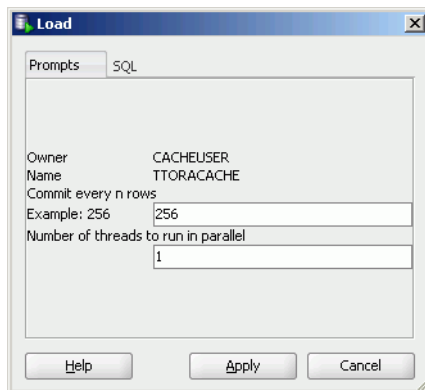 Load
Prompts SQL
Owner CACHEUSER
Name TTORACACHE
Commit every n rows
Example: 256 256
Number of threads to run in parallel
1
Help Apply Cancel